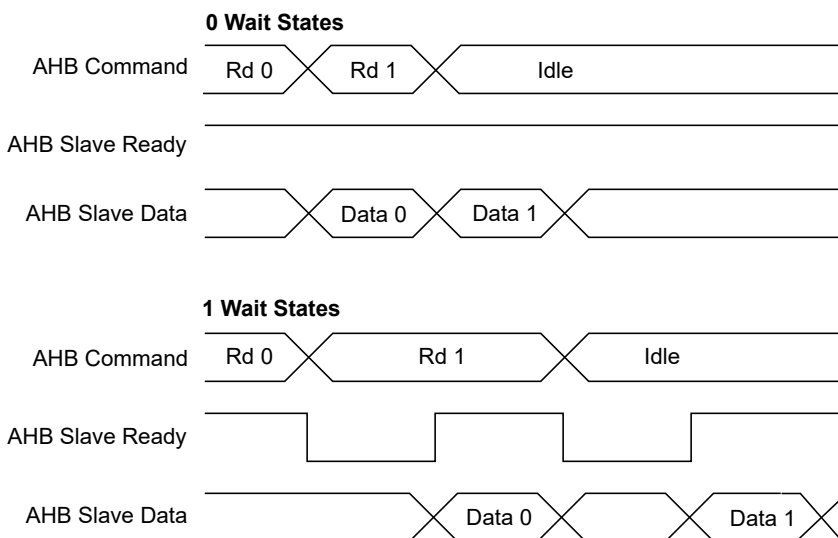 0 Wait States
AHB Command Rd 0 Rd 1 Idle
AHB Slave Ready
AHB Slave Data Data 0 Data 1
1 Wait States
AHB Command Rd 0 Rd 1 Idle
AHB Slave Ready
AHB Slave Data Data 0 Data 1